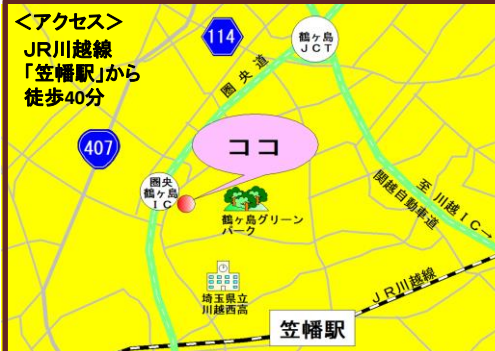 ＜アクセス＞
JR川越線
「笠幡駅」から
徒歩40分
114
鶴ヶ島
JCT
圏央道
407
ココ
圏央
鶴ヶ島
IC
鶴ヶ島グリーン
パーク
至 川越IC→
関越自動車道
埼玉県立
川越西高
JR川越線
笠幡駅